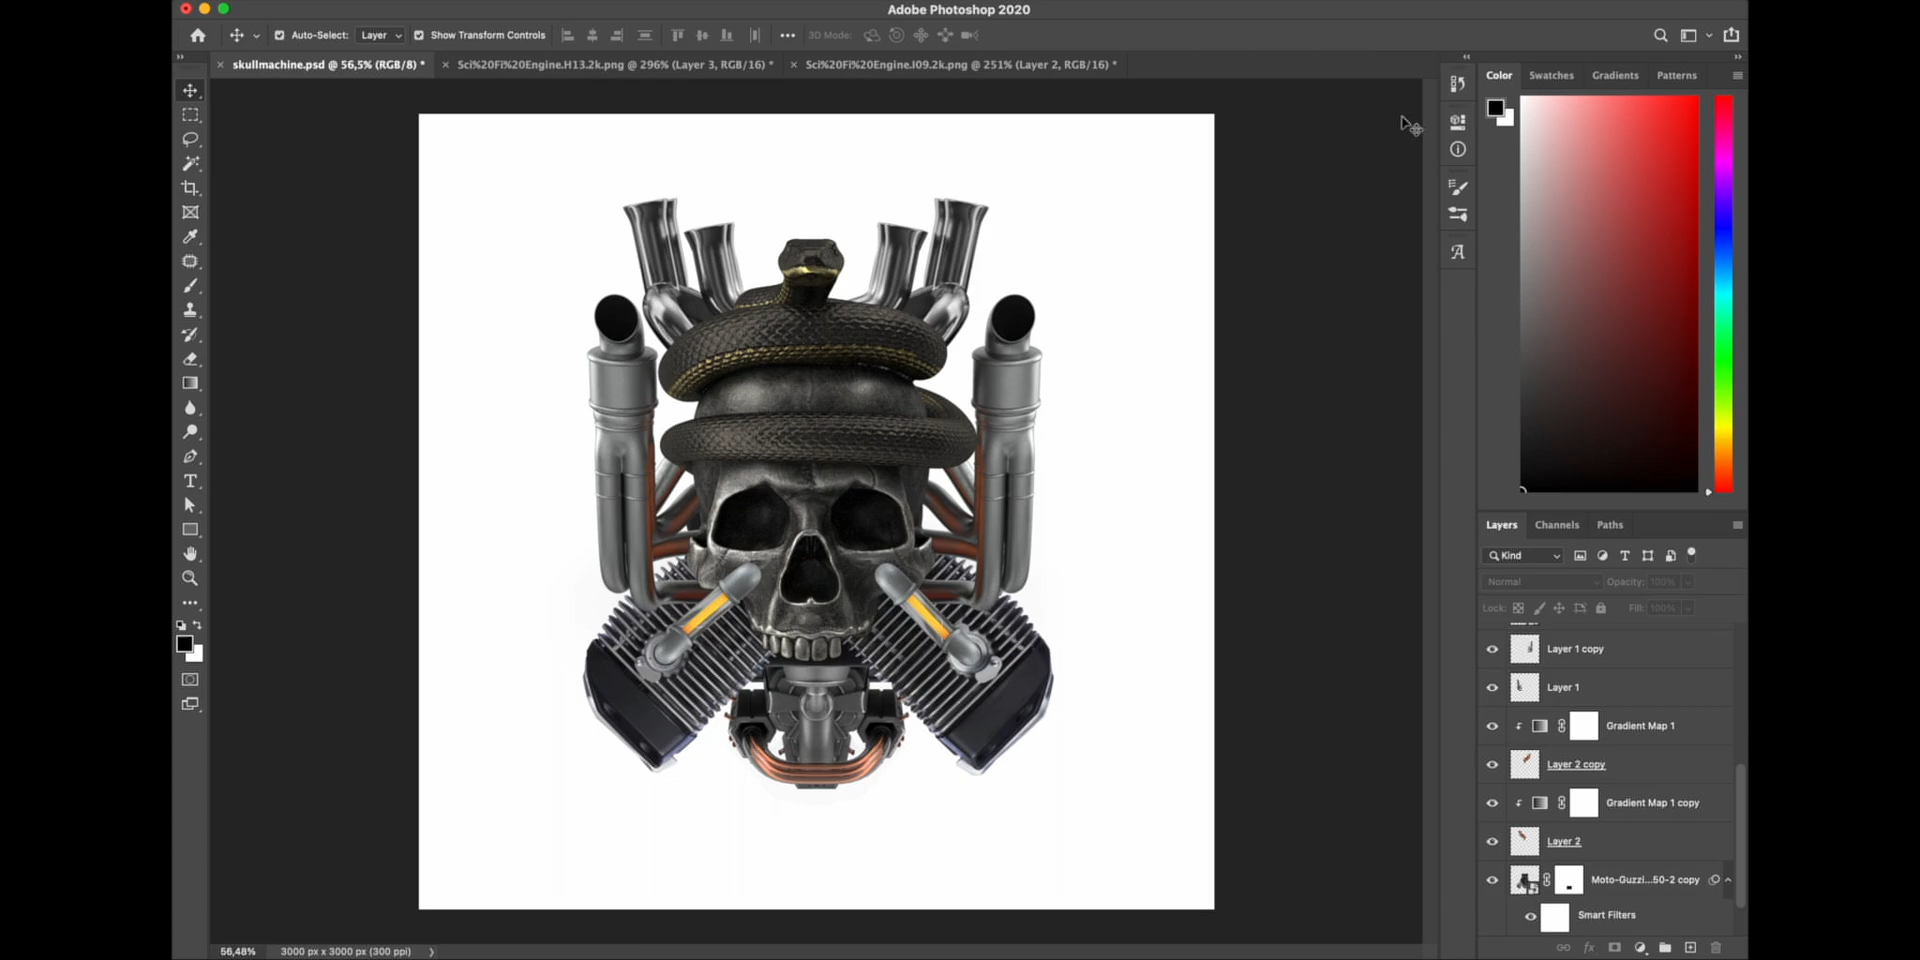 Adobe Photoshop 2020
Auto-Select: Layer Show Transform Controls 3D Mode:
skullmachine.psd @ 56,5% (RGB/8) * Sci%20Fi%20Engine.H13.2k.png @ 296% (Layer 3, RGB/16) * Sci%20Fi%20Engine.I09.2k.png @ 251% (Layer 2, RGB/16) *
Color Swatches Gradients Patterns
Layers Channels Paths
Kind
Normal Opacity: 100%
Lock: Fill: 100%
Layer 1 copy
Layer 1
Gradient Map 1
Layer 2 copy
Gradient Map 1 copy
Layer 2
Moto-Guzzi...50-2 copy
Smart Filters
56,48% 3000 px x 3000 px (300 ppi)